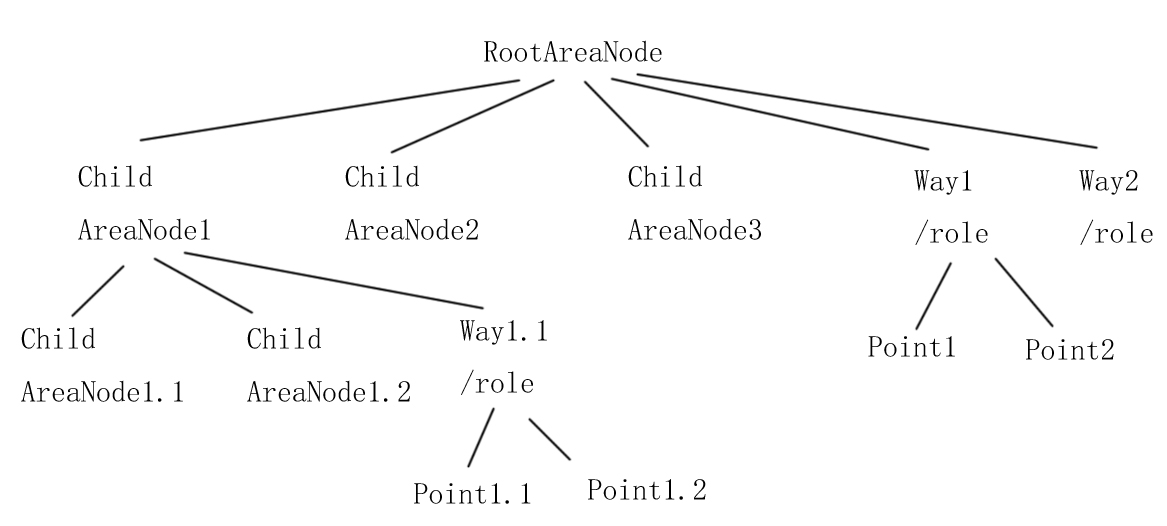 RootAreaNode
Child
AreaNode1
Child
AreaNode2
Child
AreaNode3
Way1
/role
Way2
/role
Child
AreaNode1.1
Child
AreaNode1.2
Way1.1
/role
Point1
Point2
Point1.1
Point1.2